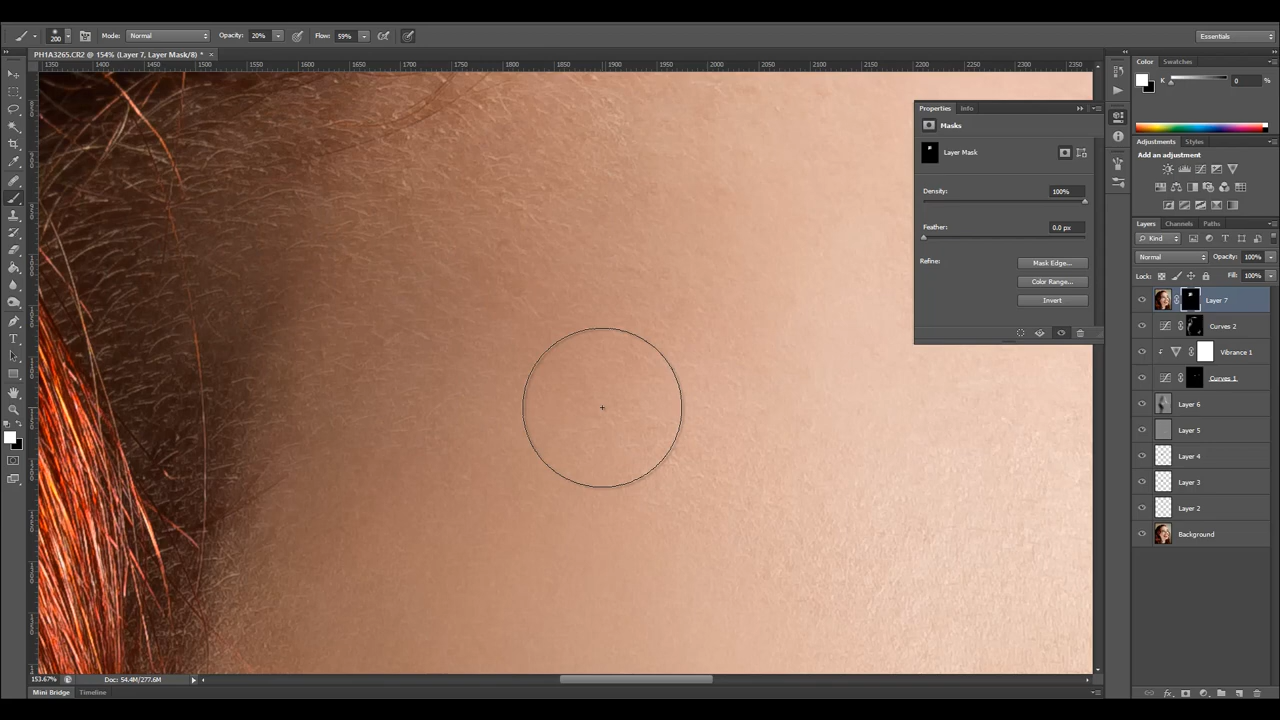 200 Mode: Normal Opacity: 20% Flow: 59% Essentials
PH1A3265.CR2 @ 154% (Layer 7, Layer Mask/8) * ×
1350 1400 1450 1500 1550 1600 1650 1700 1750 1800 1850 1900 1950 2000 2050 2100 2150 2200 2250 2300 2350
Color Swatches
K 0 %
Properties Info
Masks
Layer Mask
Density: 100%
Feather: 0.0 px
Refine: Mask Edge...
Color Range...
Invert
Adjustments Styles
Add an adjustment
Layers Channels Paths
Kind
Normal Opacity: 100%
Lock: Fill: 100%
Layer 7
Curves 2
Vibrance 1
Curves 1
Layer 6
Layer 5
Layer 4
Layer 3
Layer 2
Background
153.67% Doc: 54.4M/277.6M
Mini Bridge Timeline